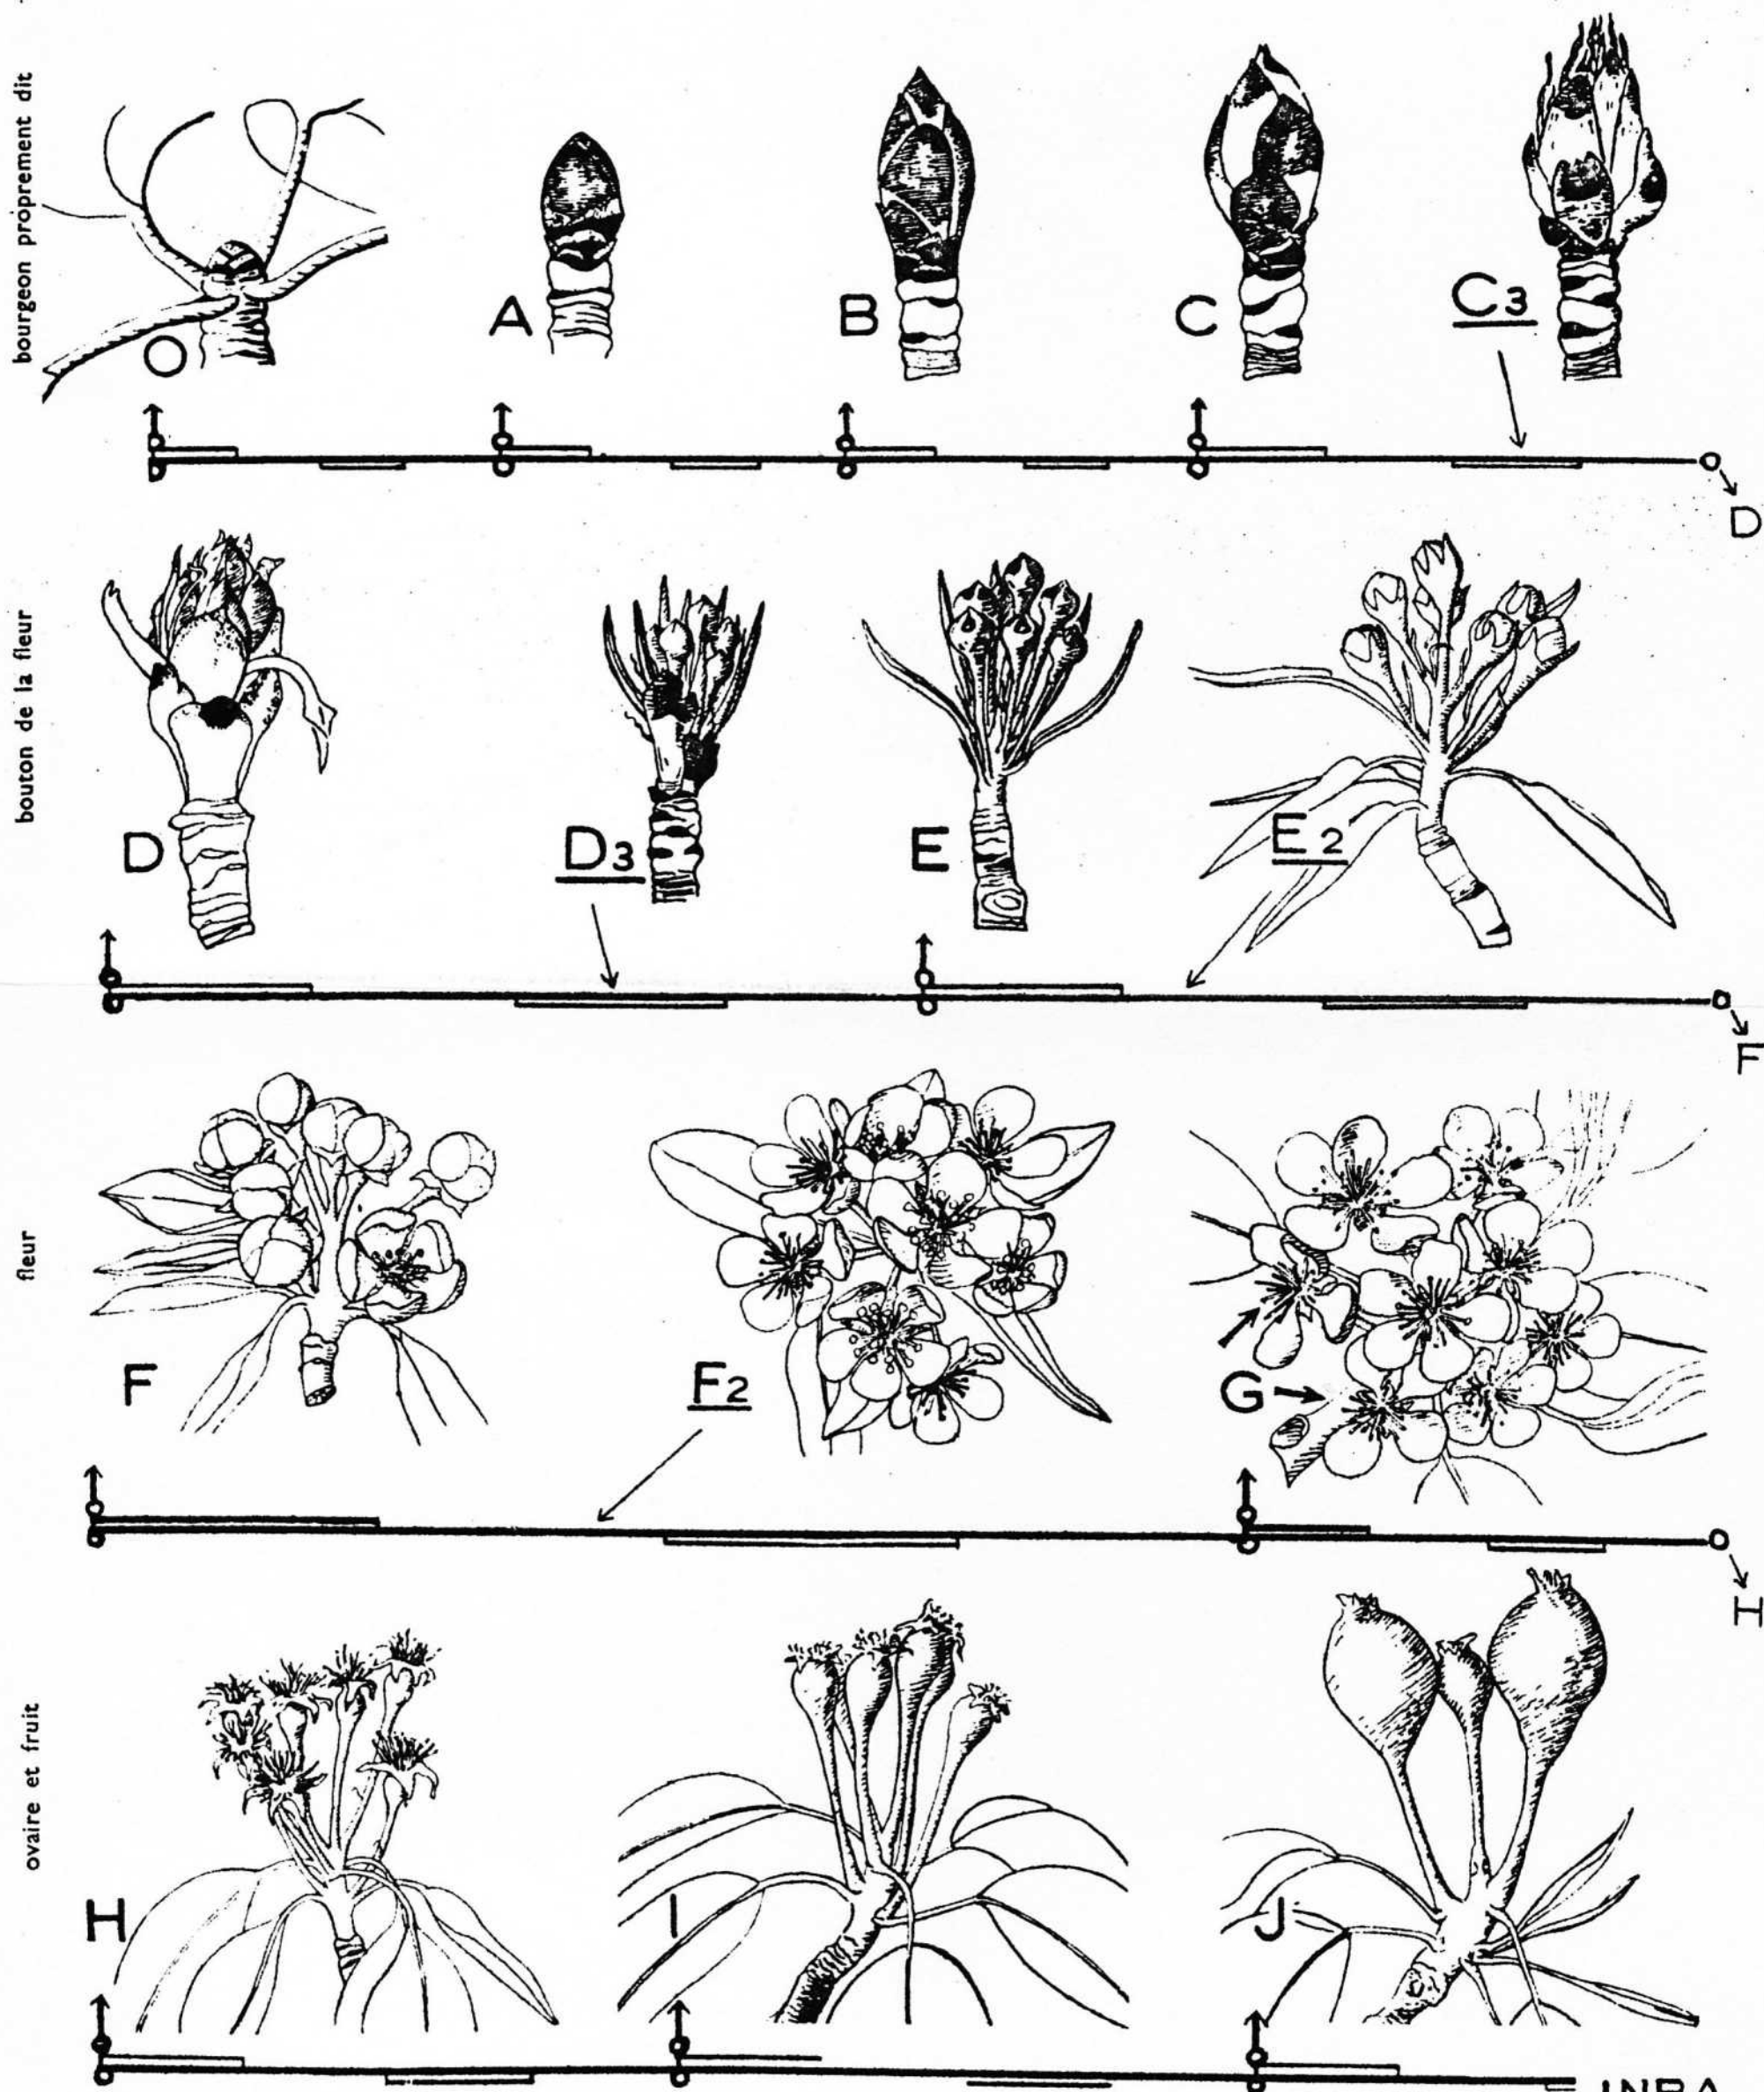 bourgeon proprement dit
O
A
B
C
C3
D
bouton de la fleur
D
D3
E
E2
F
fleur
F
F2
G
H
ovaire et fruit
H
I
J
INRA